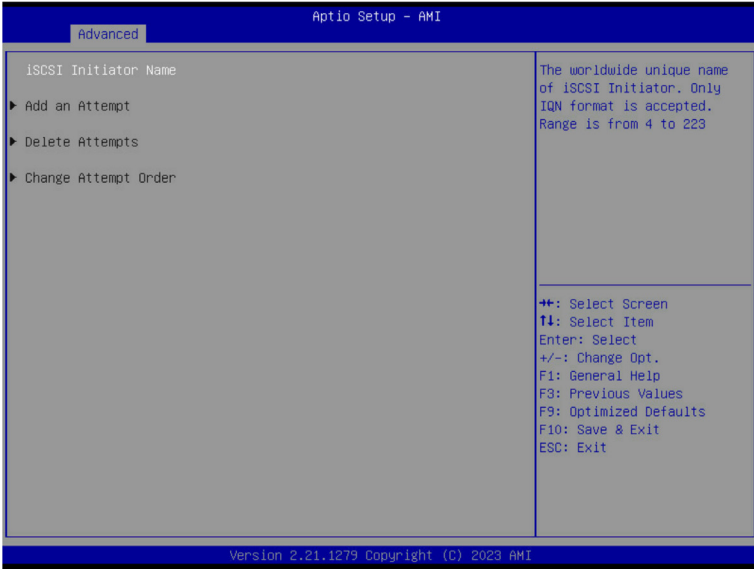 Aptio Setup – AMI
Advanced
iSCSI Initiator Name
▶ Add an Attempt
▶ Delete Attempts
▶ Change Attempt Order
The worldwide unique name
of iSCSI Initiator. Only
IQN format is accepted.
Range is from 4 to 223
→←: Select Screen
↑↓: Select Item
Enter: Select
+/-: Change Opt.
F1: General Help
F3: Previous Values
F9: Optimized Defaults
F10: Save & Exit
ESC: Exit
Version 2.21.1279 Copyright (C) 2023 AMI